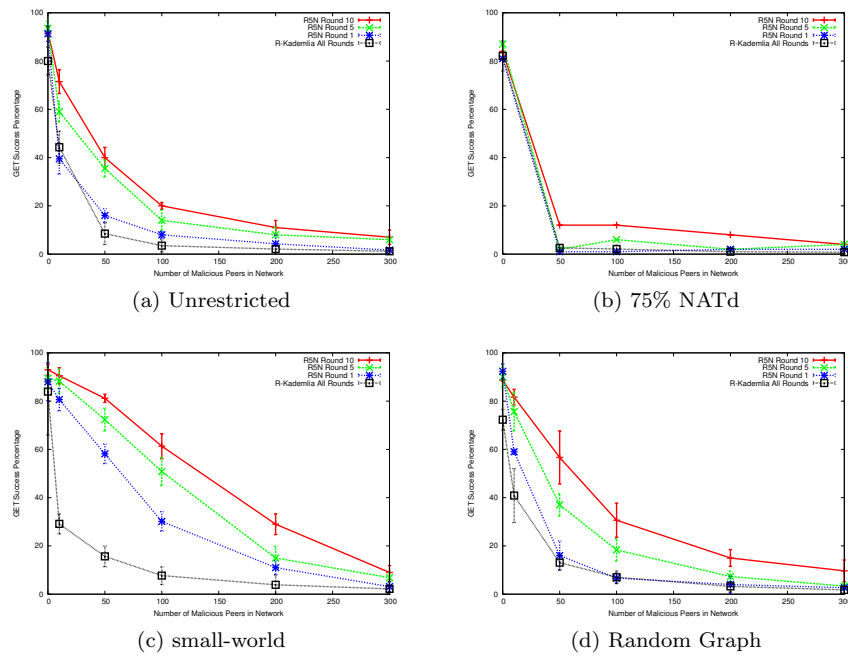 R5N Round 10
R5N Round 5
R5N Round 1
R-Kademlia All Rounds
GET Success Percentage
100
80
60
40
20
0
0 50 100 150 200 250 300
Number of Malicious Peers in Network
(a) Unrestricted
R5N Round 10
R5N Round 5
R5N Round 1
R-Kademlia All Rounds
GET Success Percentage
100
80
60
40
20
0
0 50 100 150 200 250 300
Number of Malicious Peers in Network
(b) 75% NATd
R5N Round 10
R5N Round 5
R5N Round 1
R-Kademlia All Rounds
GET Success Percentage
100
80
60
40
20
0
0 50 100 150 200 250 300
Number of Malicious Peers in Network
(c) small-world
R5N Round 10
R5N Round 5
R5N Round 1
R-Kademlia All Rounds
GET Success Percentage
100
80
60
40
20
0
0 50 100 150 200 250 300
Number of Malicious Peers in Network
(d) Random Graph